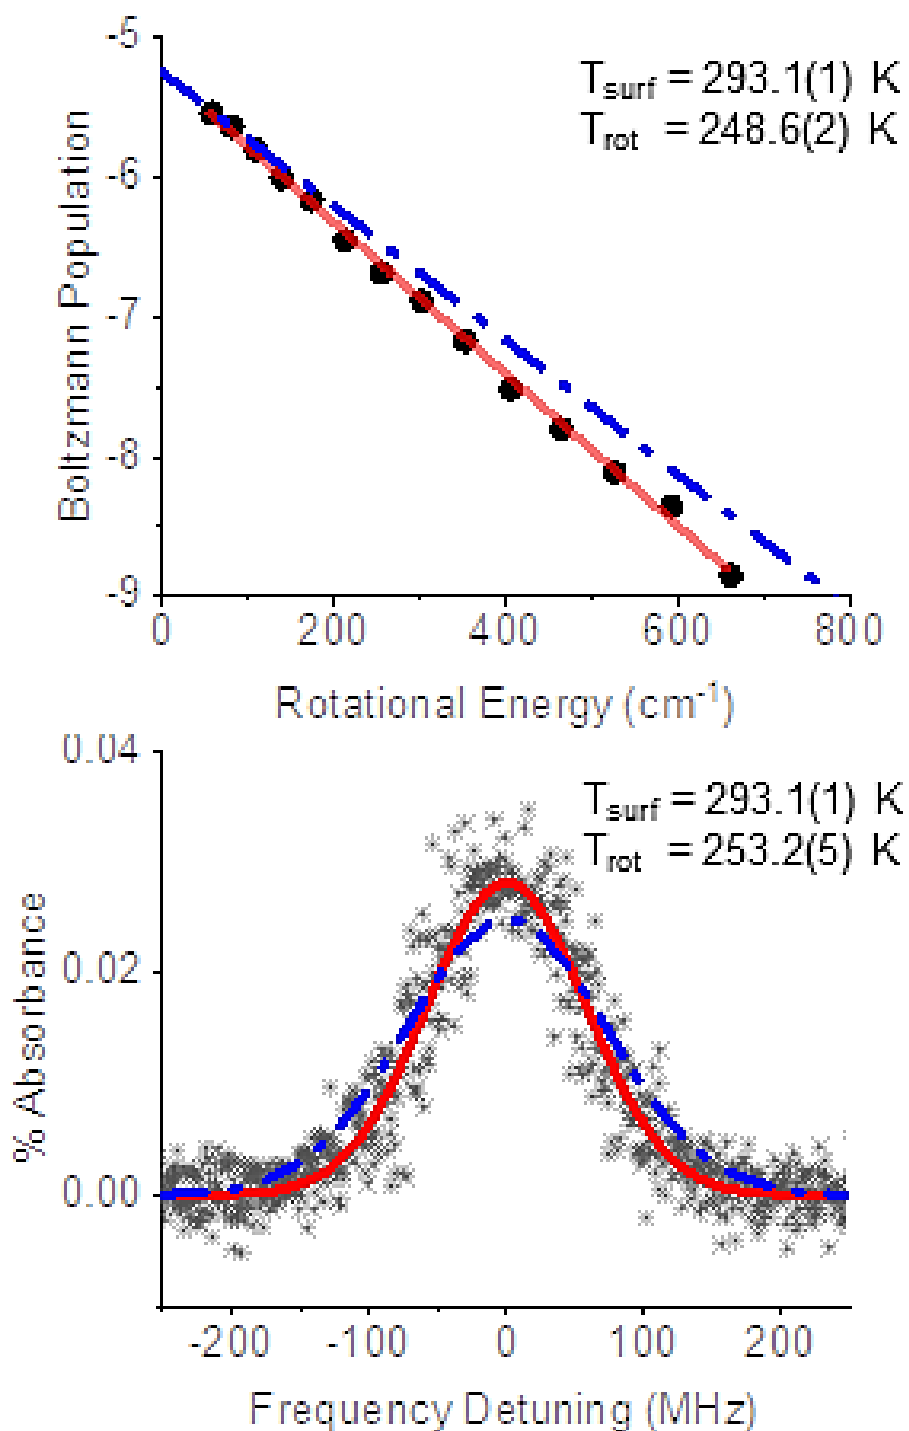 -5
T_surf = 293.1(1) K
T_rot = 248.6(2) K
-6
Boltzmann Population
-7
-8
-9
0 200 400 600 800
Rotational Energy (cm⁻¹)
0.04
T_surf = 293.1(1) K
T_rot = 253.2(5) K
% Absorbance
0.02
0.00
-200 -100 0 100 200
Frequency Detuning (MHz)